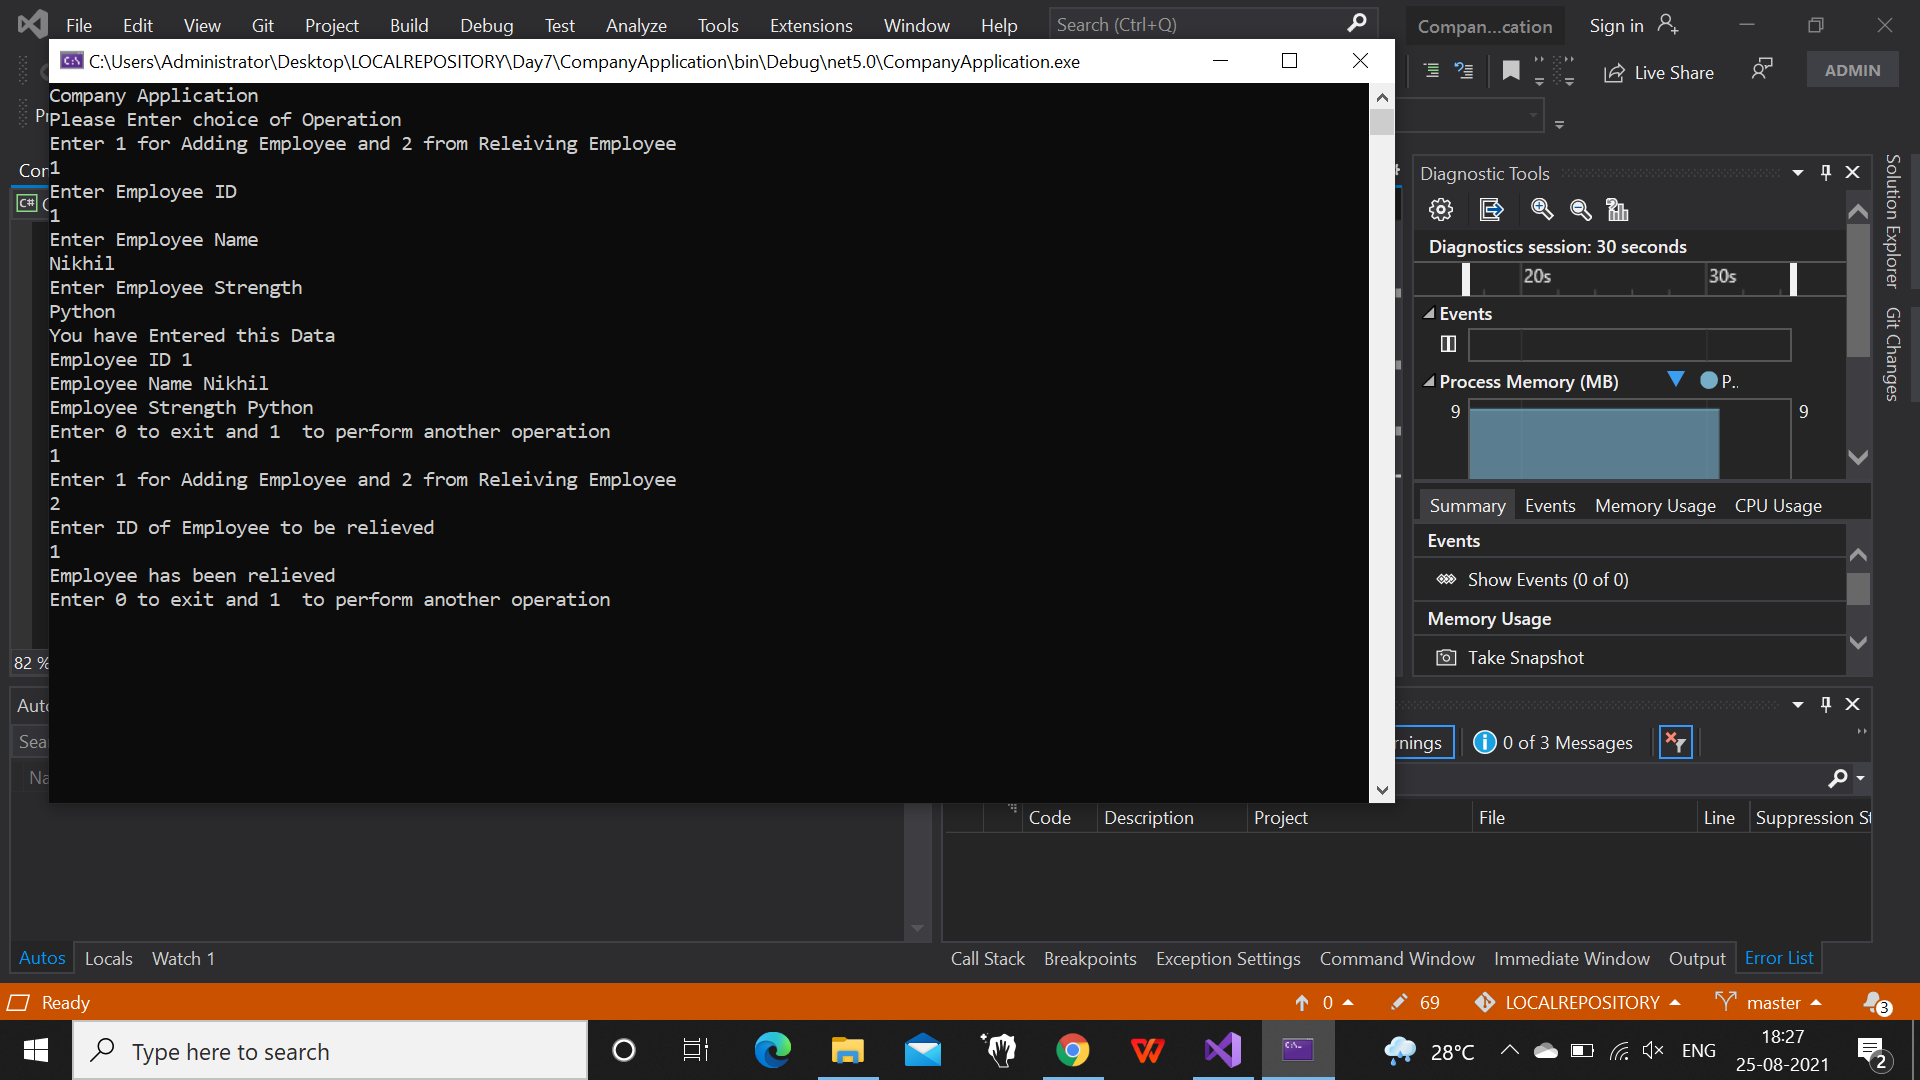 File Edit View Git Project Build Debug Test Analyze Tools Extensions Window Help Search (Ctrl+Q) Compan...cation Sign in
C:\Users\Administrator\Desktop\LOCALREPOSITORY\Day7\CompanyApplication\bin\Debug\net5.0\CompanyApplication.exe
Live Share ADMIN
Company Application
Please Enter choice of Operation
Enter 1 for Adding Employee and 2 from Releiving Employee
1
Enter Employee ID
1
Enter Employee Name
Nikhil
Enter Employee Strength
Python
You have Entered this Data
Employee ID 1
Employee Name Nikhil
Employee Strength Python
Enter 0 to exit and 1  to perform another operation
1
Enter 1 for Adding Employee and 2 from Releiving Employee
2
Enter ID of Employee to be relieved
1
Employee has been relieved
Enter 0 to exit and 1  to perform another operation
Diagnostic Tools
Diagnostics session: 30 seconds
20s 30s
Events
Process Memory (MB) P..
9 9
Summary Events Memory Usage CPU Usage
Events
Show Events (0 of 0)
Memory Usage
Take Snapshot
Solution Explorer
Git Changes
82 %
0 of 3 Messages
Code Description Project File Line Suppression St
Autos Locals Watch 1
Call Stack Breakpoints Exception Settings Command Window Immediate Window Output Error List
Ready 0 69 LOCALREPOSITORY master 3
Type here to search
28°C ENG
18:27
25-08-2021
2